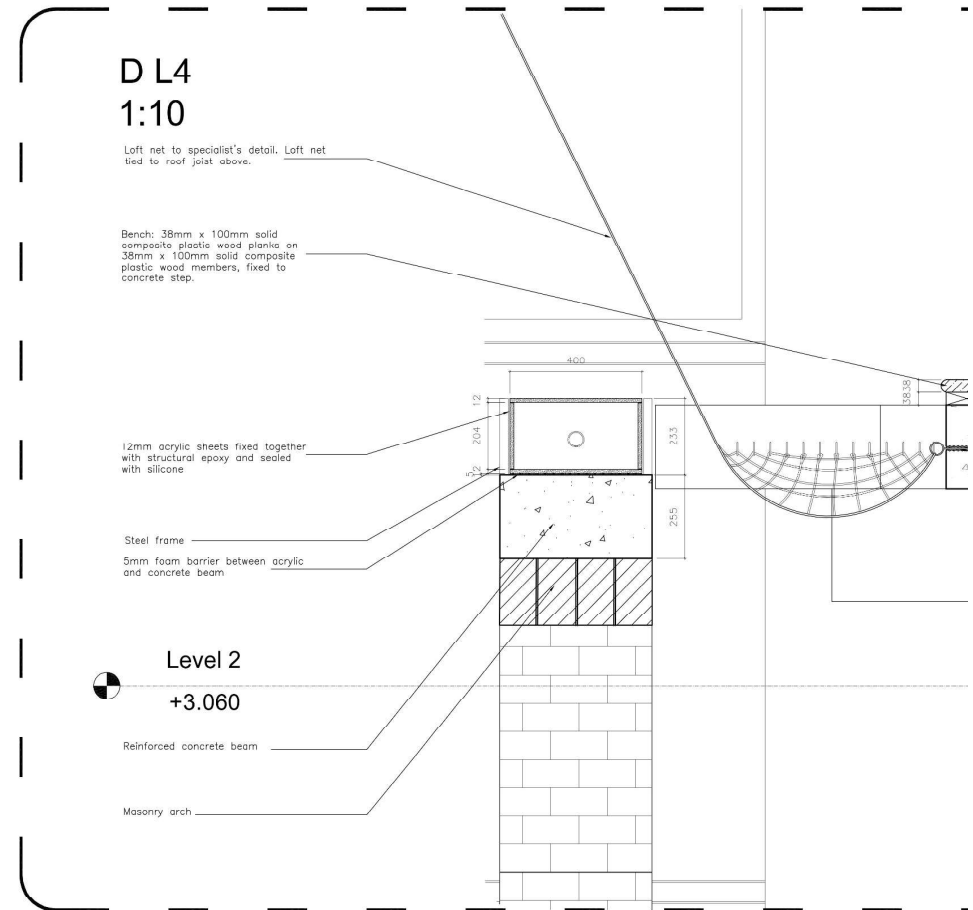 D L4
1:10
Loft net to specialist's detail. Loft net
tied to roof joist above.
Bench: 38mm x 100mm solid
composite plastic wood planks on
38mm x 100mm solid composite
plastic wood members, fixed to
concrete step.
400
3838
12
204
12
5
233
255
12mm acrylic sheets fixed together
with structural epoxy and sealed
with silicone
Steel frame
5mm foam barrier between acrylic
and concrete beam
Level 2
+3.060
Reinforced concrete beam
Masonry arch